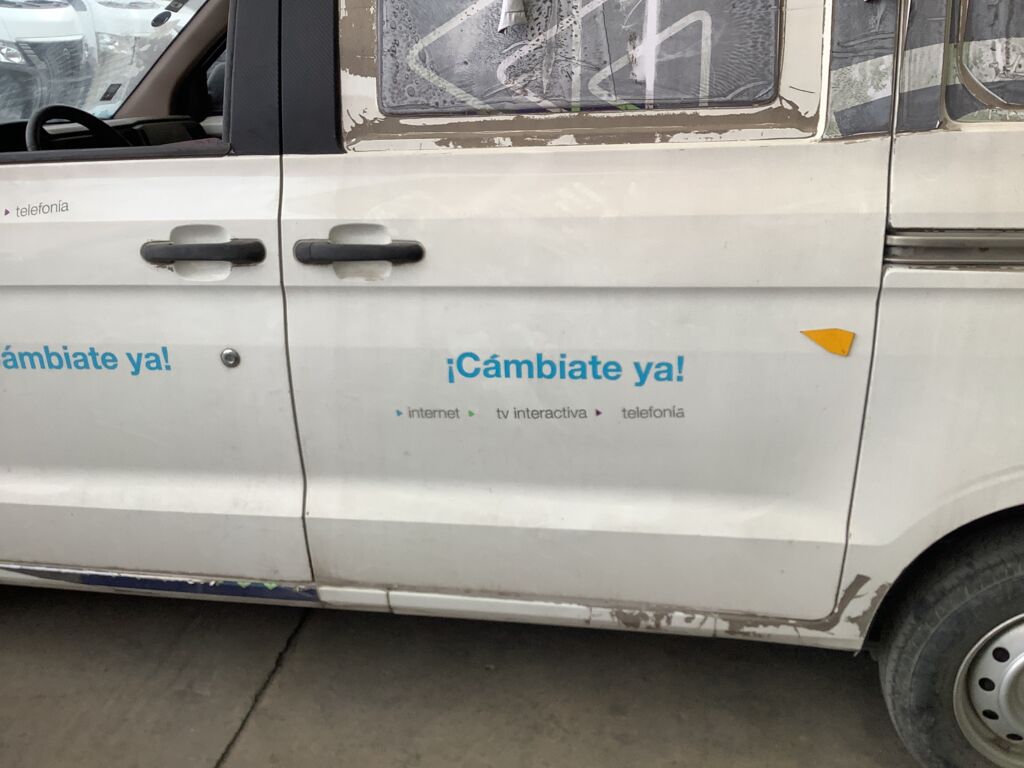 telefonía
ámbiate ya!
¡Cámbiate ya!
internet tv interactiva telefonía